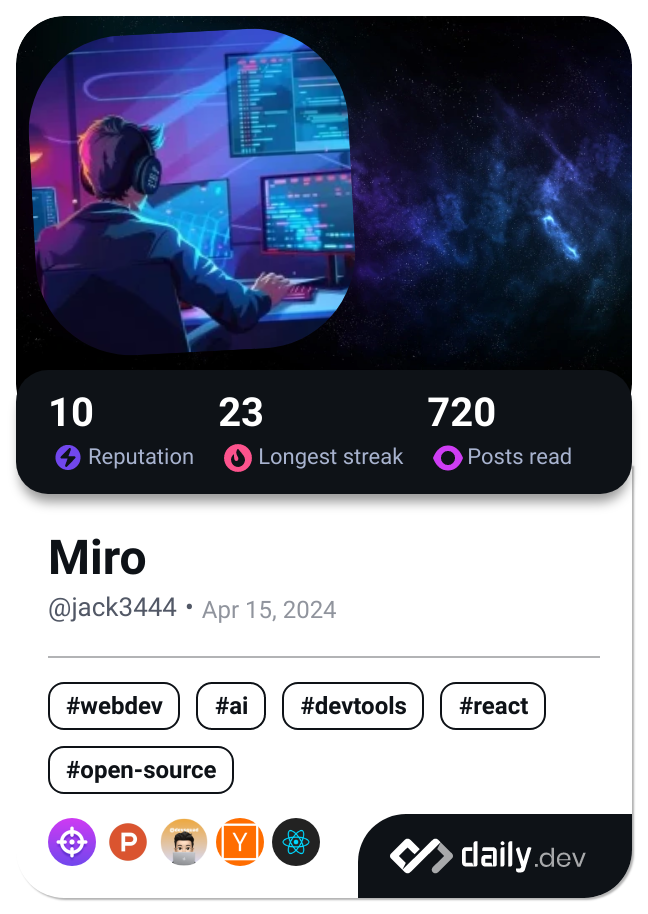 10 23 720
Reputation Longest streak Posts read
Miro
@jack3444 • Apr 15, 2024
#webdev #ai #devtools #react
#open-source
P Y
daily.dev